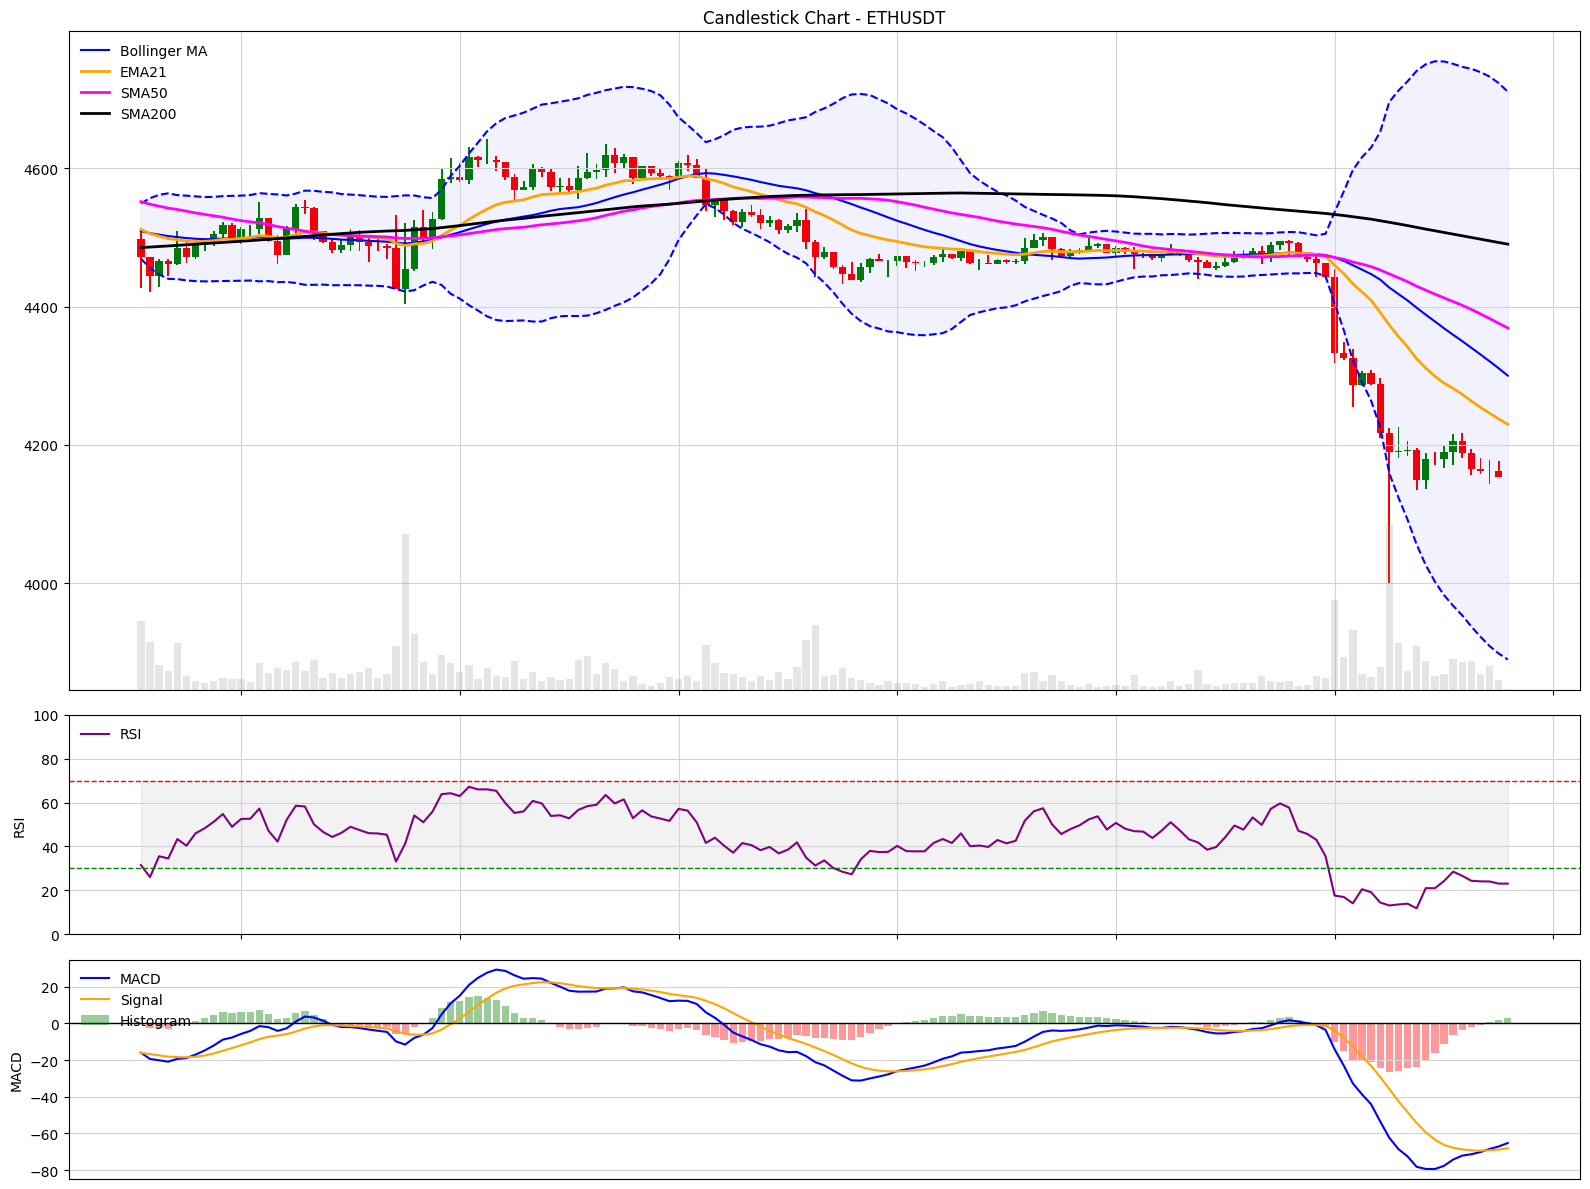 Candlestick Chart - ETHUSDT
Bollinger MA
EMA21
SMA50
SMA200
4600
4400
4200
4000
100
RSI
80
60
40
20
0
RSI
MACD
Signal
Histogram
20
0
−20
−40
−60
−80
MACD